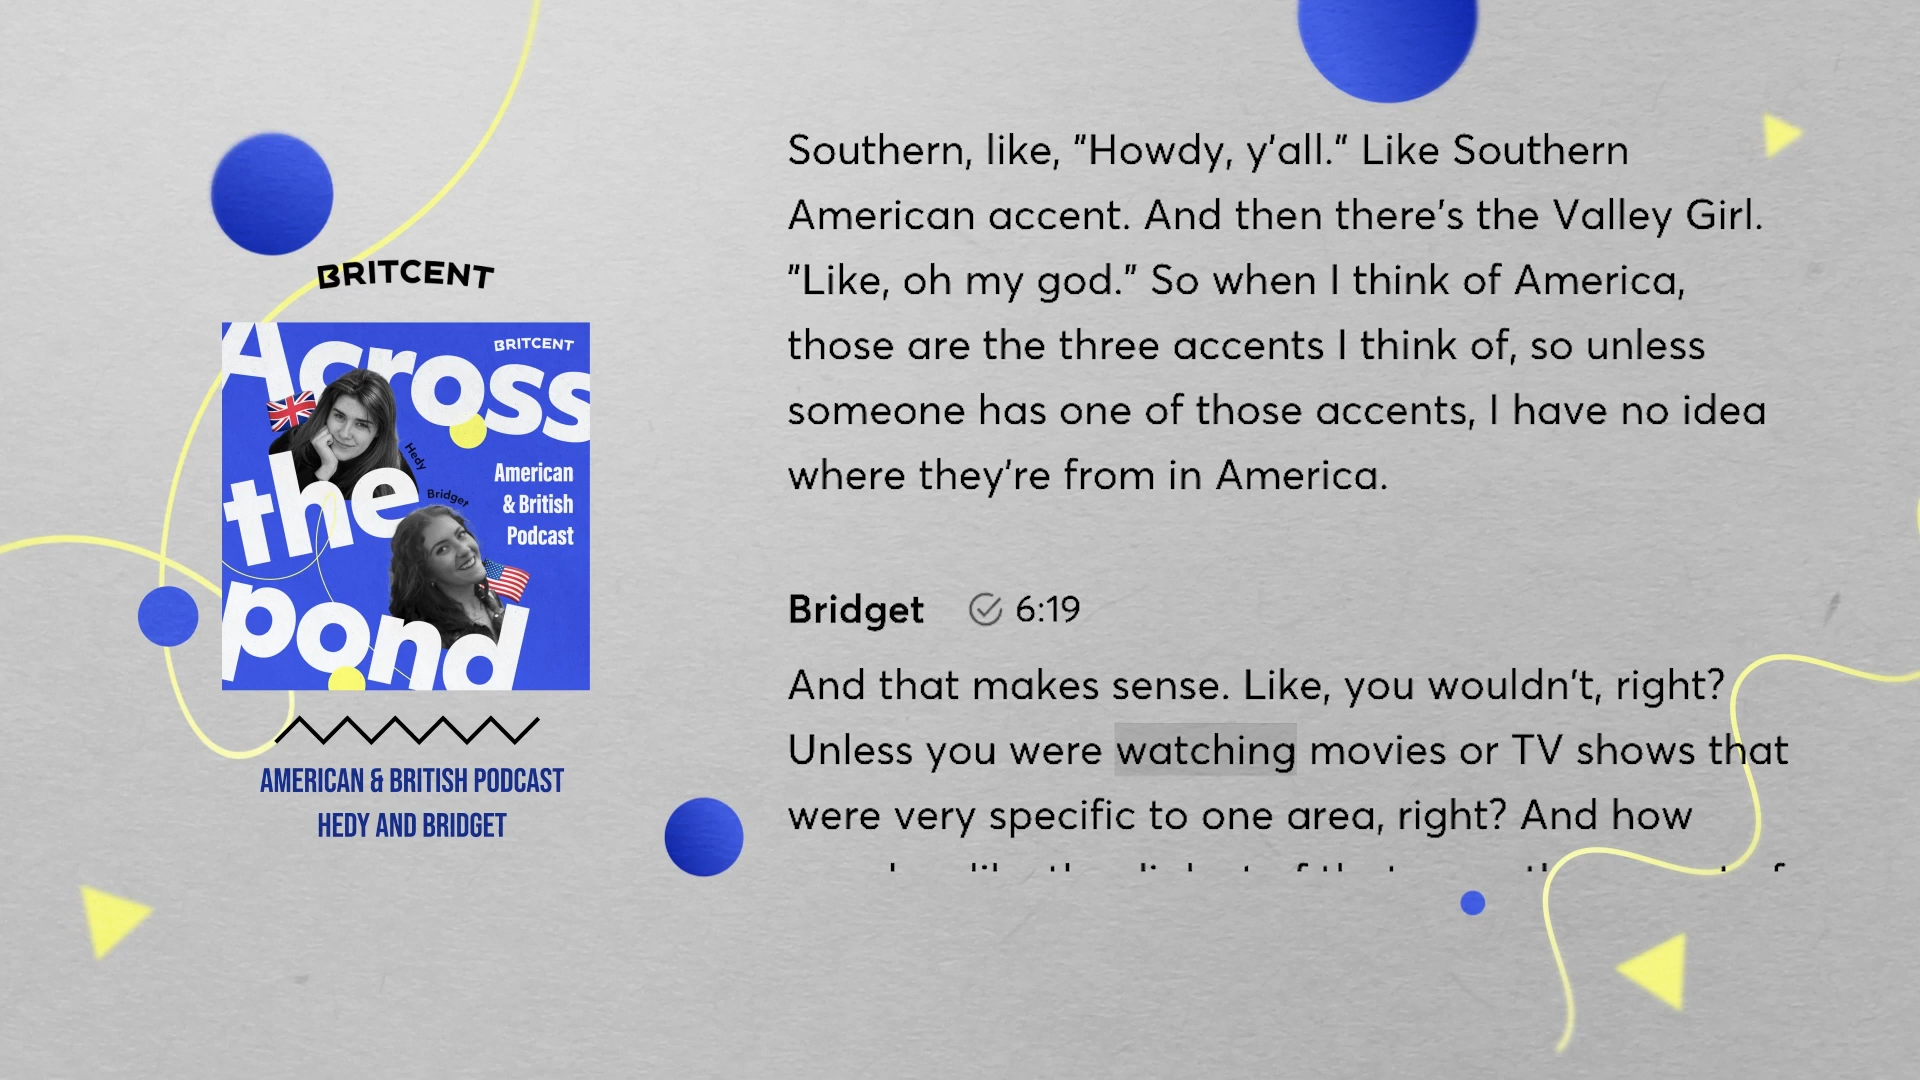 BRITCENT
Across
the
pond
BRITCENT
Hedy
Bridget
American
& British
Podcast
AMERICAN & BRITISH PODCAST
HEDY AND BRIDGET
Southern, like, "Howdy, y'all." Like Southern
American accent. And then there's the Valley Girl.
"Like, oh my god." So when I think of America,
those are the three accents I think of, so unless
someone has one of those accents, I have no idea
where they're from in America.
Bridget 6:19
And that makes sense. Like, you wouldn't, right?
Unless you were watching movies or TV shows that
were very specific to one area, right? And how